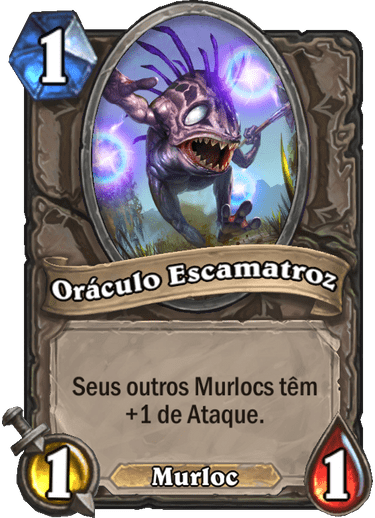 1
Oráculo Escamatroz
Seus outros Murlocs têm
+1 de Ataque.
1
Murloc
1